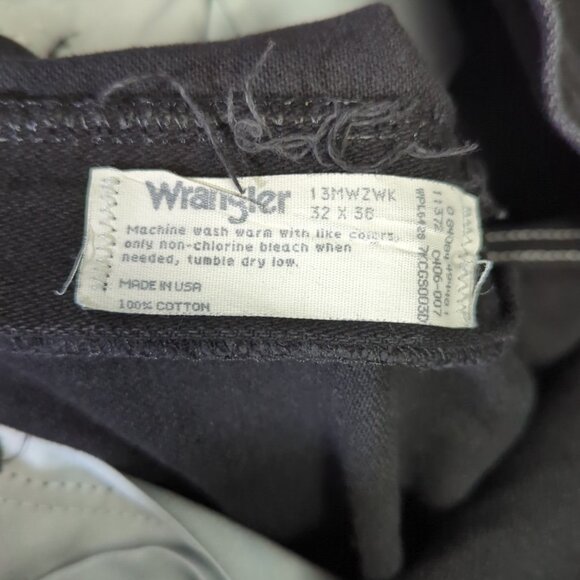 Wrangler
13MWZWK
32 X 36
Machine wash warm with like colors,
only non-chlorine bleach when
needed, tumble dry low.
MADE IN USA
100% COTTON